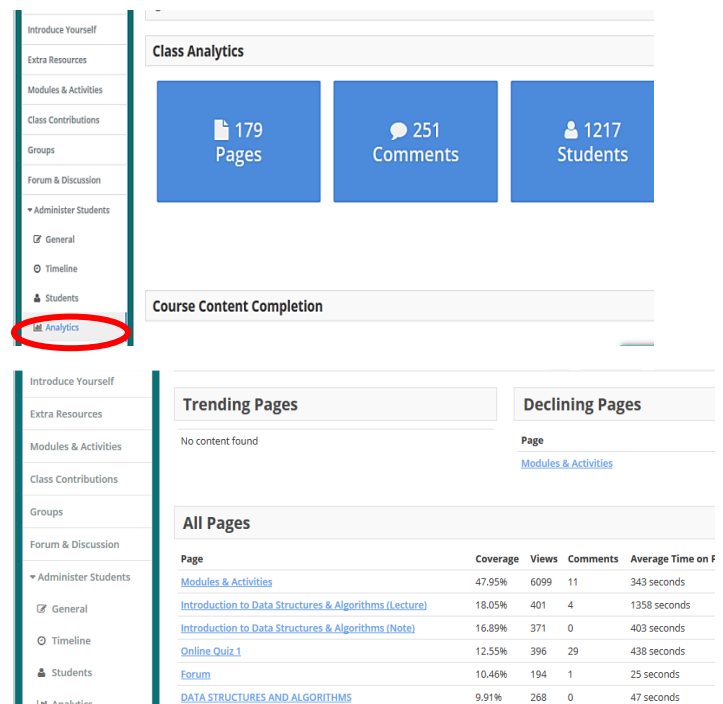 Introduce Yourself
Extra Resources
Modules & Activities
Class Contributions
Groups
Forum & Discussion
Administer Students
General
Timeline
Students
Analytics
Class Analytics
179
Pages
251
Comments
1217
Students
Course Content Completion
Introduce Yourself
Extra Resources
Modules & Activities
Class Contributions
Groups
Forum & Discussion
Administer Students
General
Timeline
Students
Analytics
Trending Pages
No content found
Declining Pages
Page
Modules & Activities
All Pages
Page Coverage Views Comments Average Time on P
Modules & Activities 47.95% 6099 11 343 seconds
Introduction to Data Structures & Algorithms (Lecture) 18.05% 401 4 1358 seconds
Introduction to Data Structures & Algorithms (Note) 16.89% 371 0 403 seconds
Online Quiz 1 12.55% 396 29 438 seconds
Forum 10.46% 194 1 25 seconds
DATA STRUCTURES AND ALGORITHMS 9.91% 268 0 47 seconds